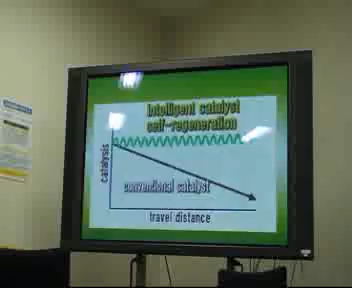 Intelligent catalyst
self-regeneration
catalysis
conventional catalyst
travel distance